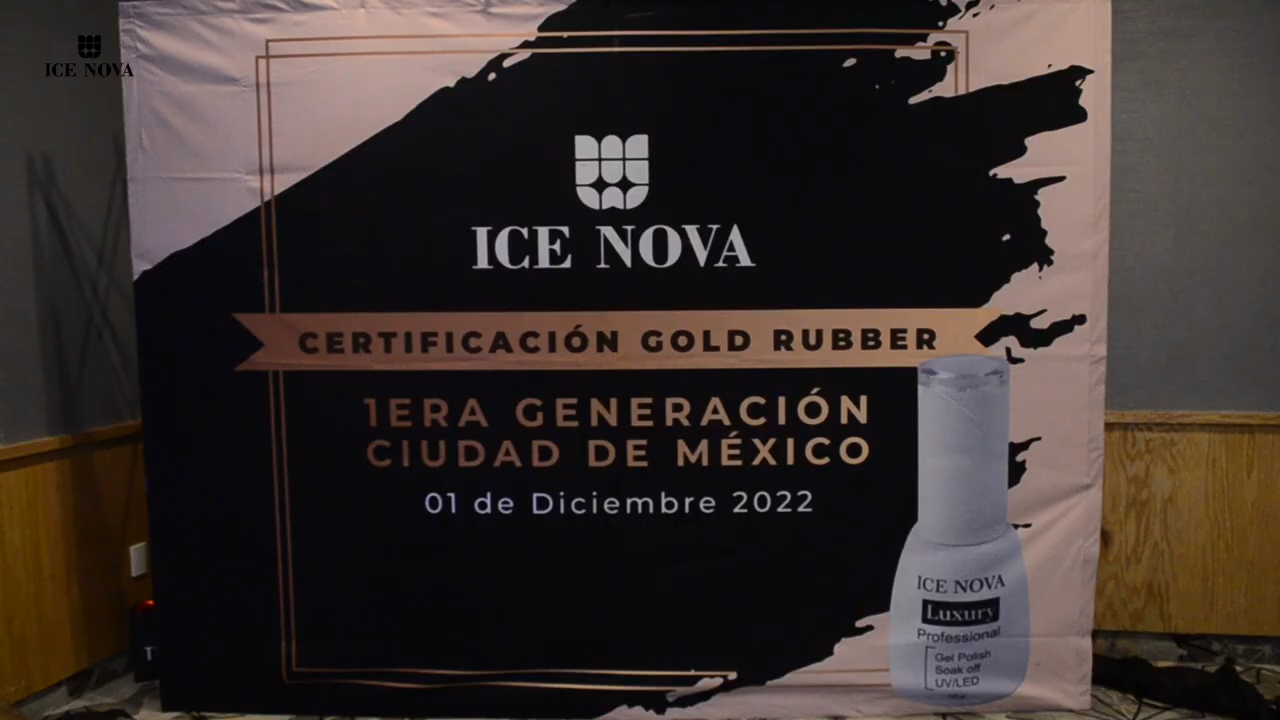 ICE NOVA
ICE NOVA
CERTIFICACIÓN GOLD RUBBER
1ERA GENERACIÓN
CIUDAD DE MÉXICO
01 de Diciembre 2022
ICE NOVA
Luxury
Professional
Gel Polish
Soak off
UV/LED